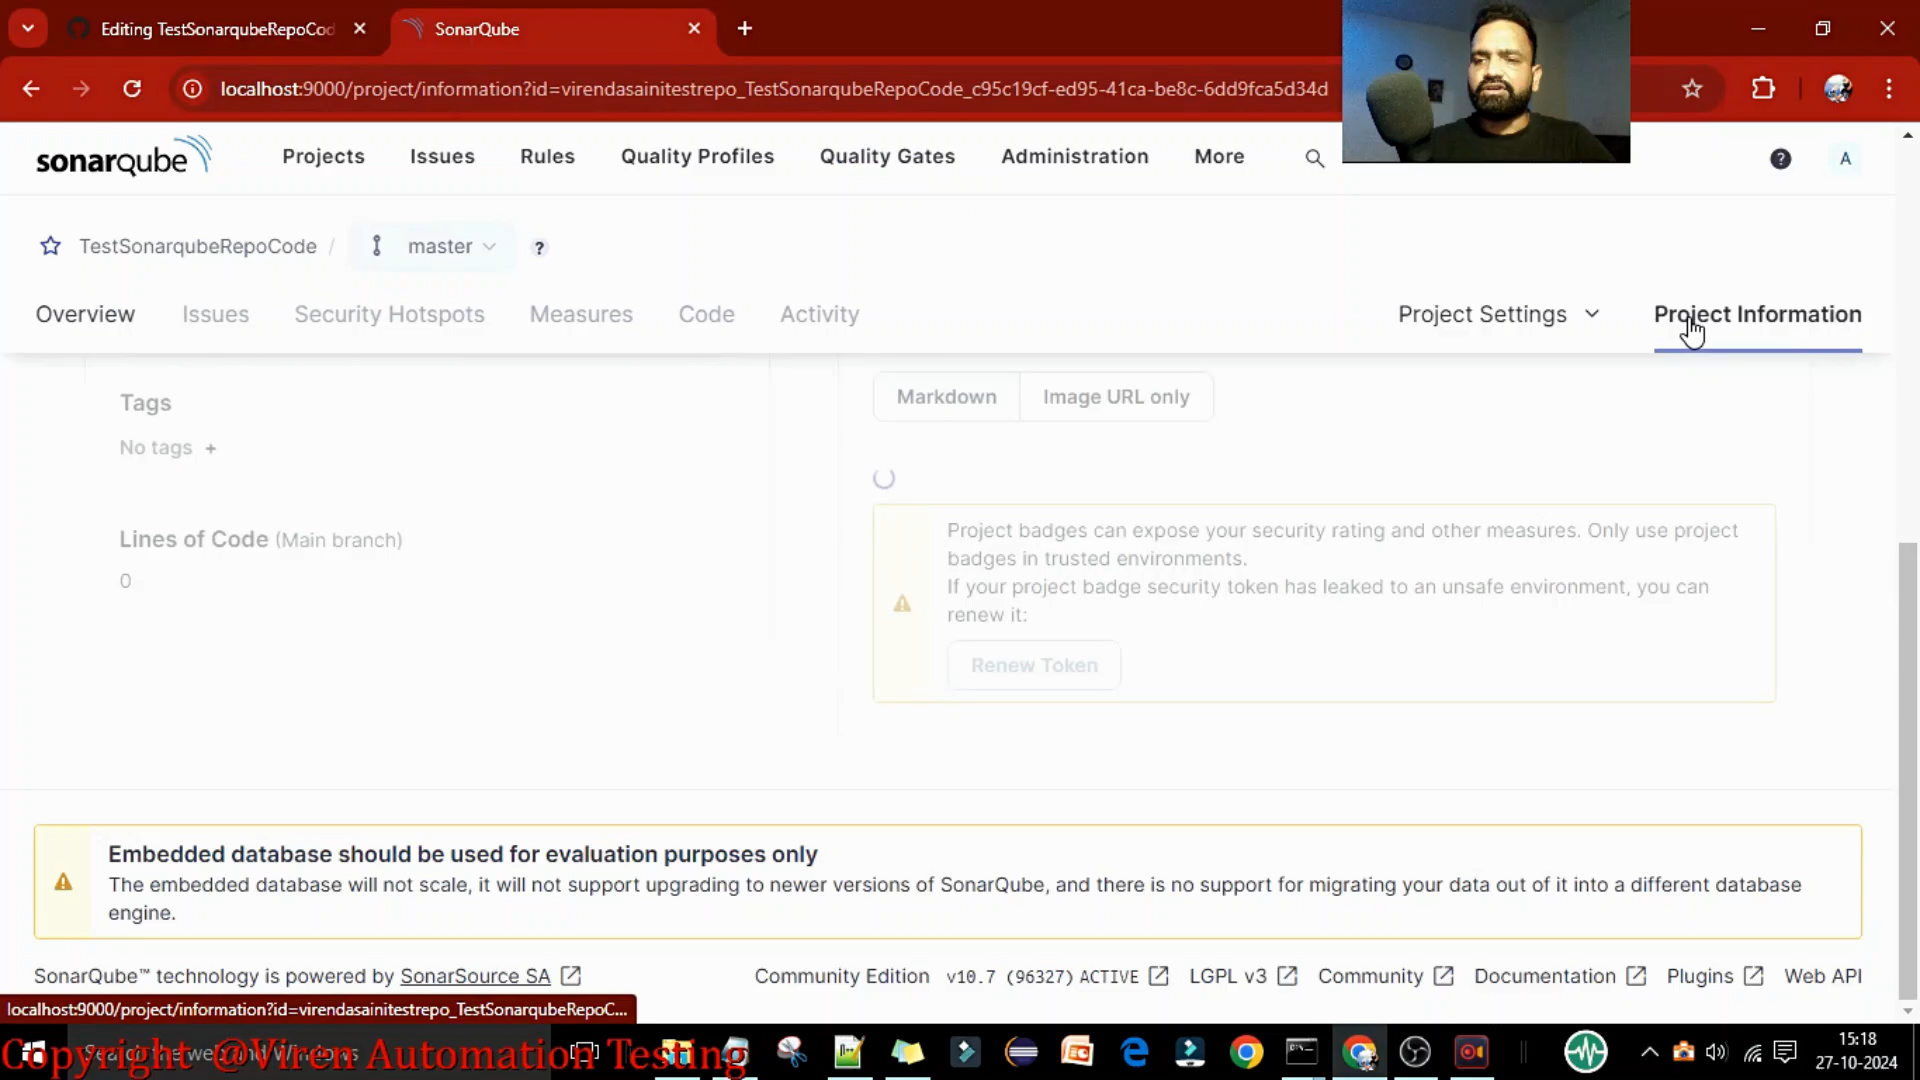 Editing TestSonarqubeRepoCod
SonarQube
localhost:9000/project/information?id=virendasainitestrepo_TestSonarqubeRepoCode_c95c19cf-ed95-41ca-be8c-6dd9fca5d34d
sonarqube
Projects Issues Rules Quality Profiles Quality Gates Administration More
A
TestSonarqubeRepoCode / master
Overview Issues Security Hotspots Measures Code Activity Project Settings Project Information
Tags
No tags +
Lines of Code (Main branch)
0
Markdown Image URL only
Project badges can expose your security rating and other measures. Only use project
badges in trusted environments.
If your project badge security token has leaked to an unsafe environment, you can
renew it:
Renew Token
Embedded database should be used for evaluation purposes only
The embedded database will not scale, it will not support upgrading to newer versions of SonarQube, and there is no support for migrating your data out of it into a different database
engine.
SonarQube™ technology is powered by SonarSource SA Community Edition v10.7 (96327) ACTIVE LGPL v3 Community Documentation Plugins Web API
localhost:9000/project/information?id=virendasainitestrepo_TestSonarqubeRepoC...
Search the web and Windows
Copyright @Viren Automation Testing
15:18
27-10-2024